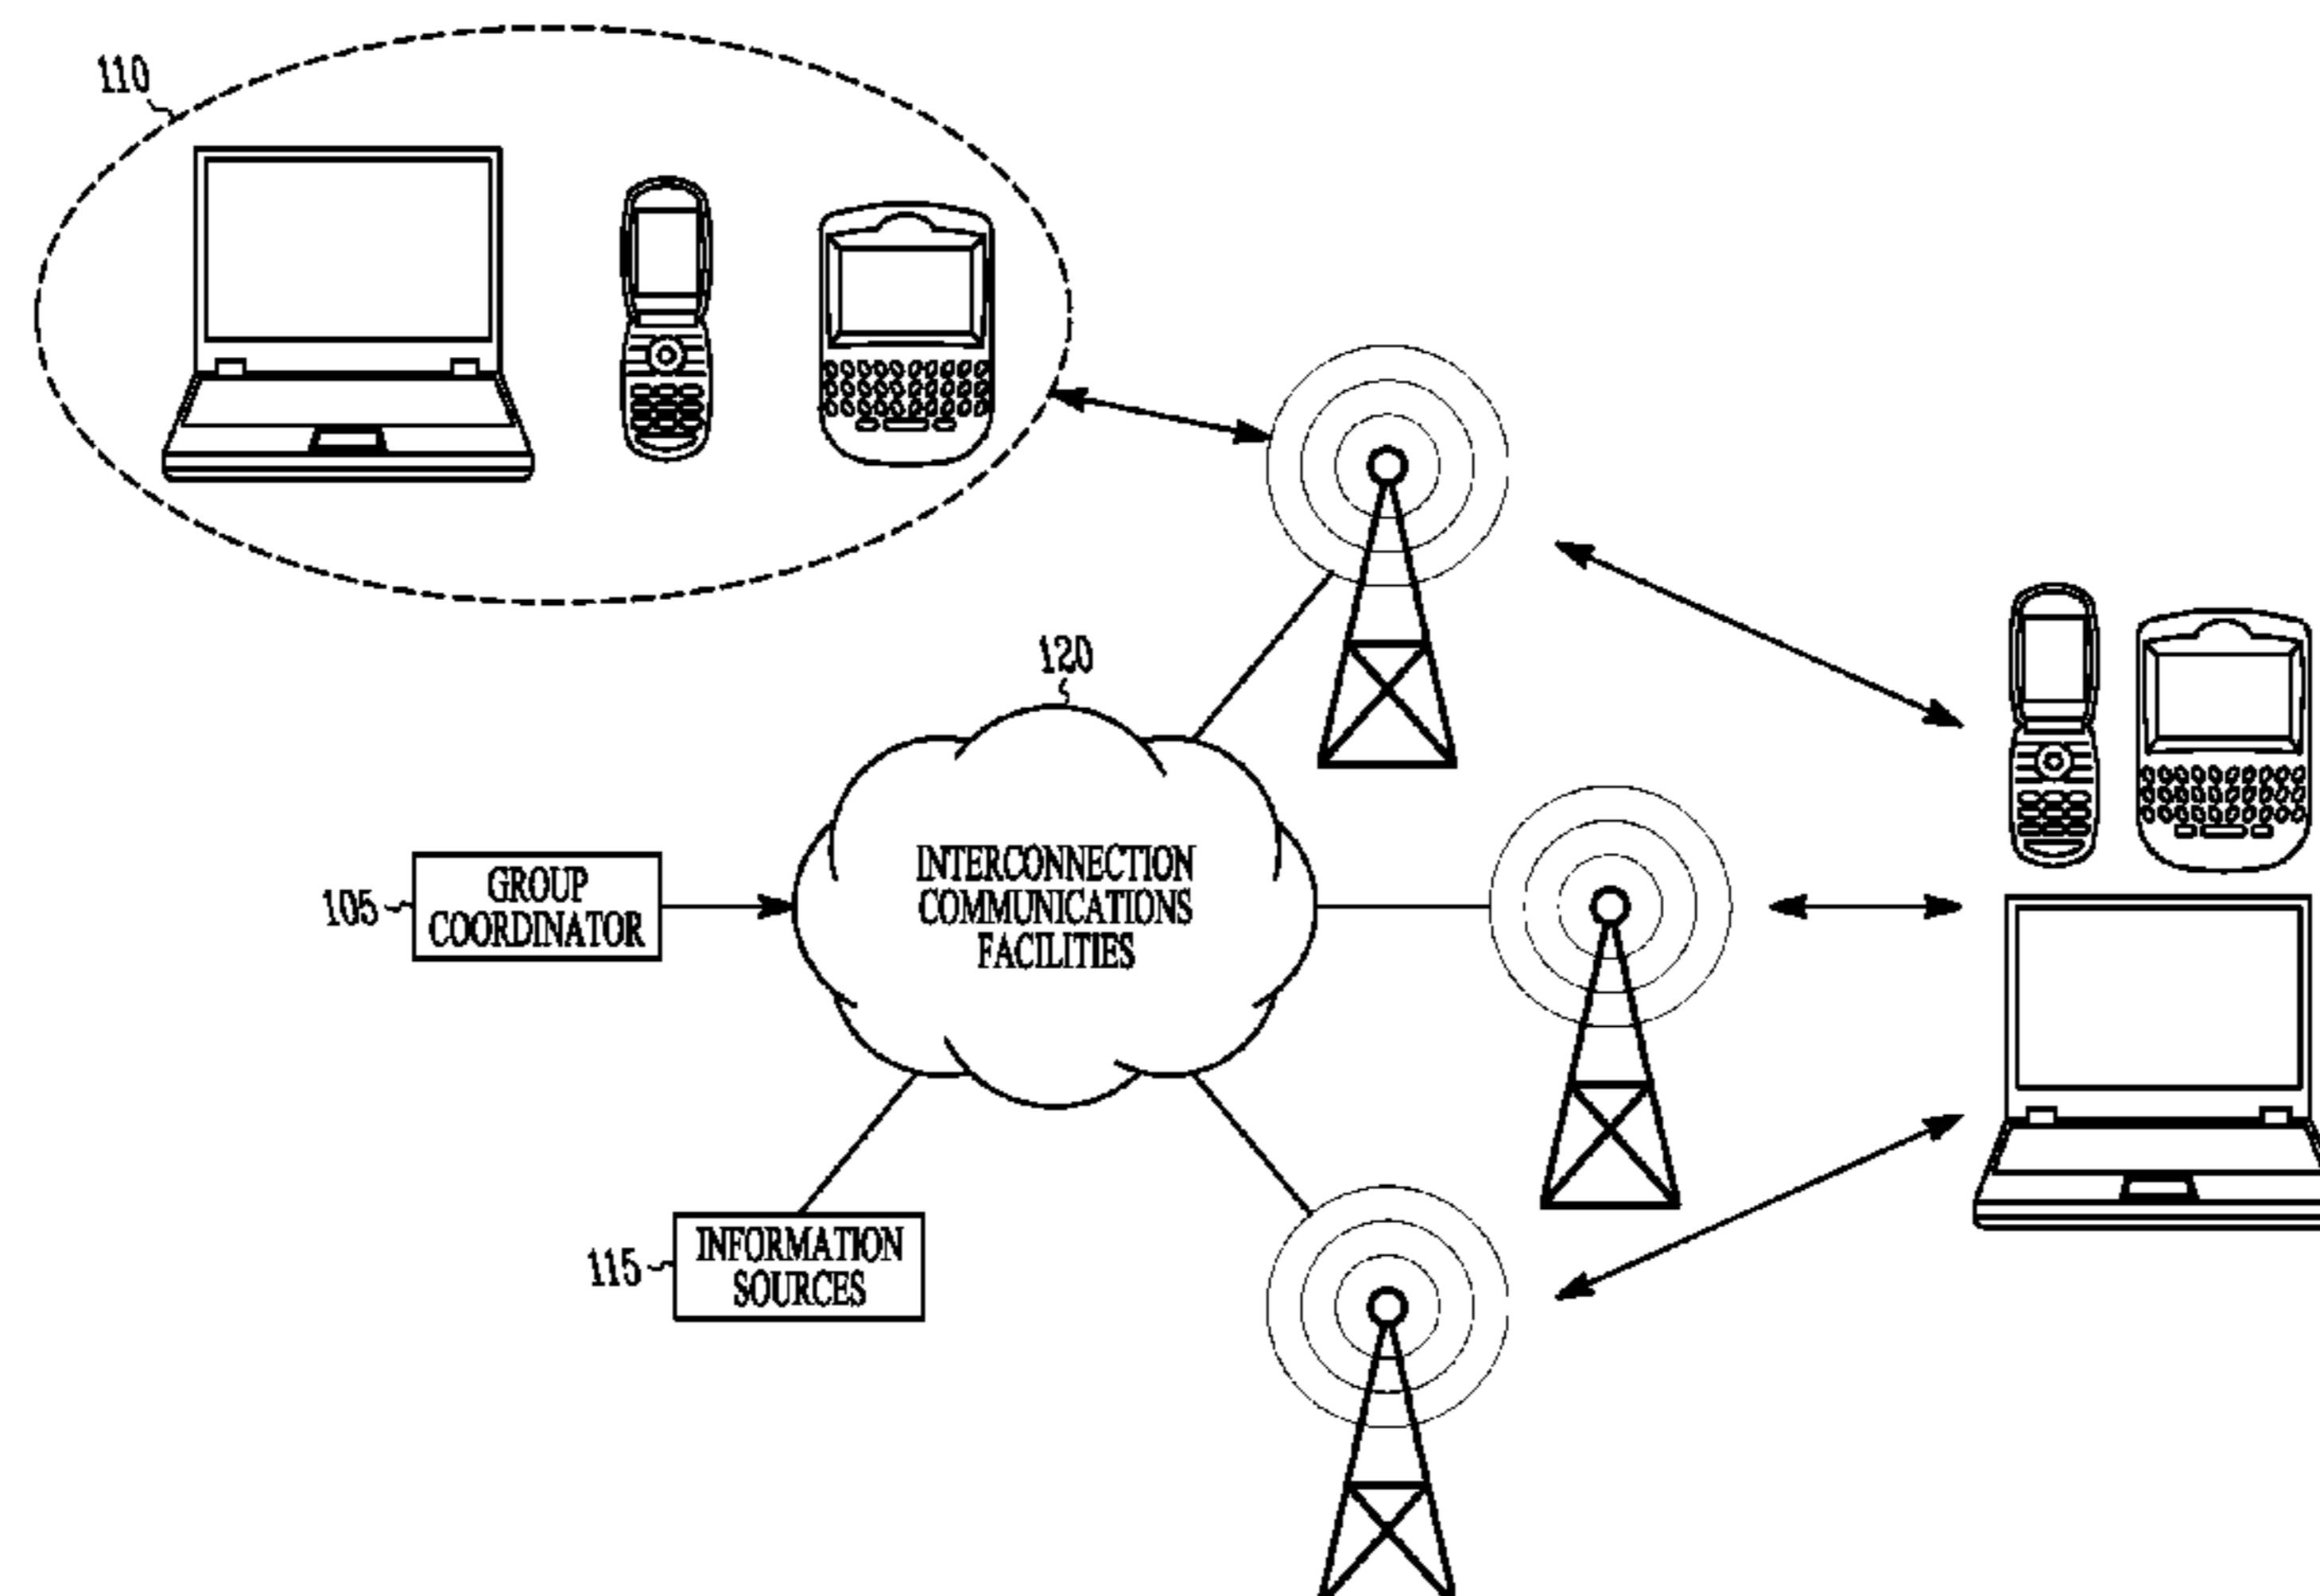 110
120
INTERCONNECTION
COMMUNICATIONS
FACILITIES
105
GROUP
COORDINATOR
115
INFORMATION
SOURCES